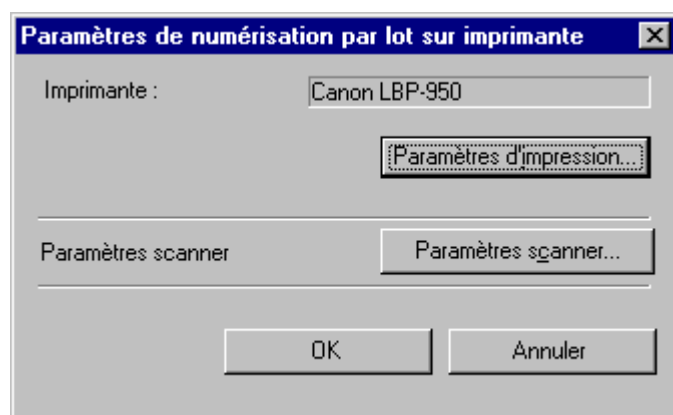 Paramètres de numérisation par lot sur imprimante
Imprimante : Canon LBP-950
Paramètres d'impression...
Paramètres scanner Paramètres scanner...
OK Annuler